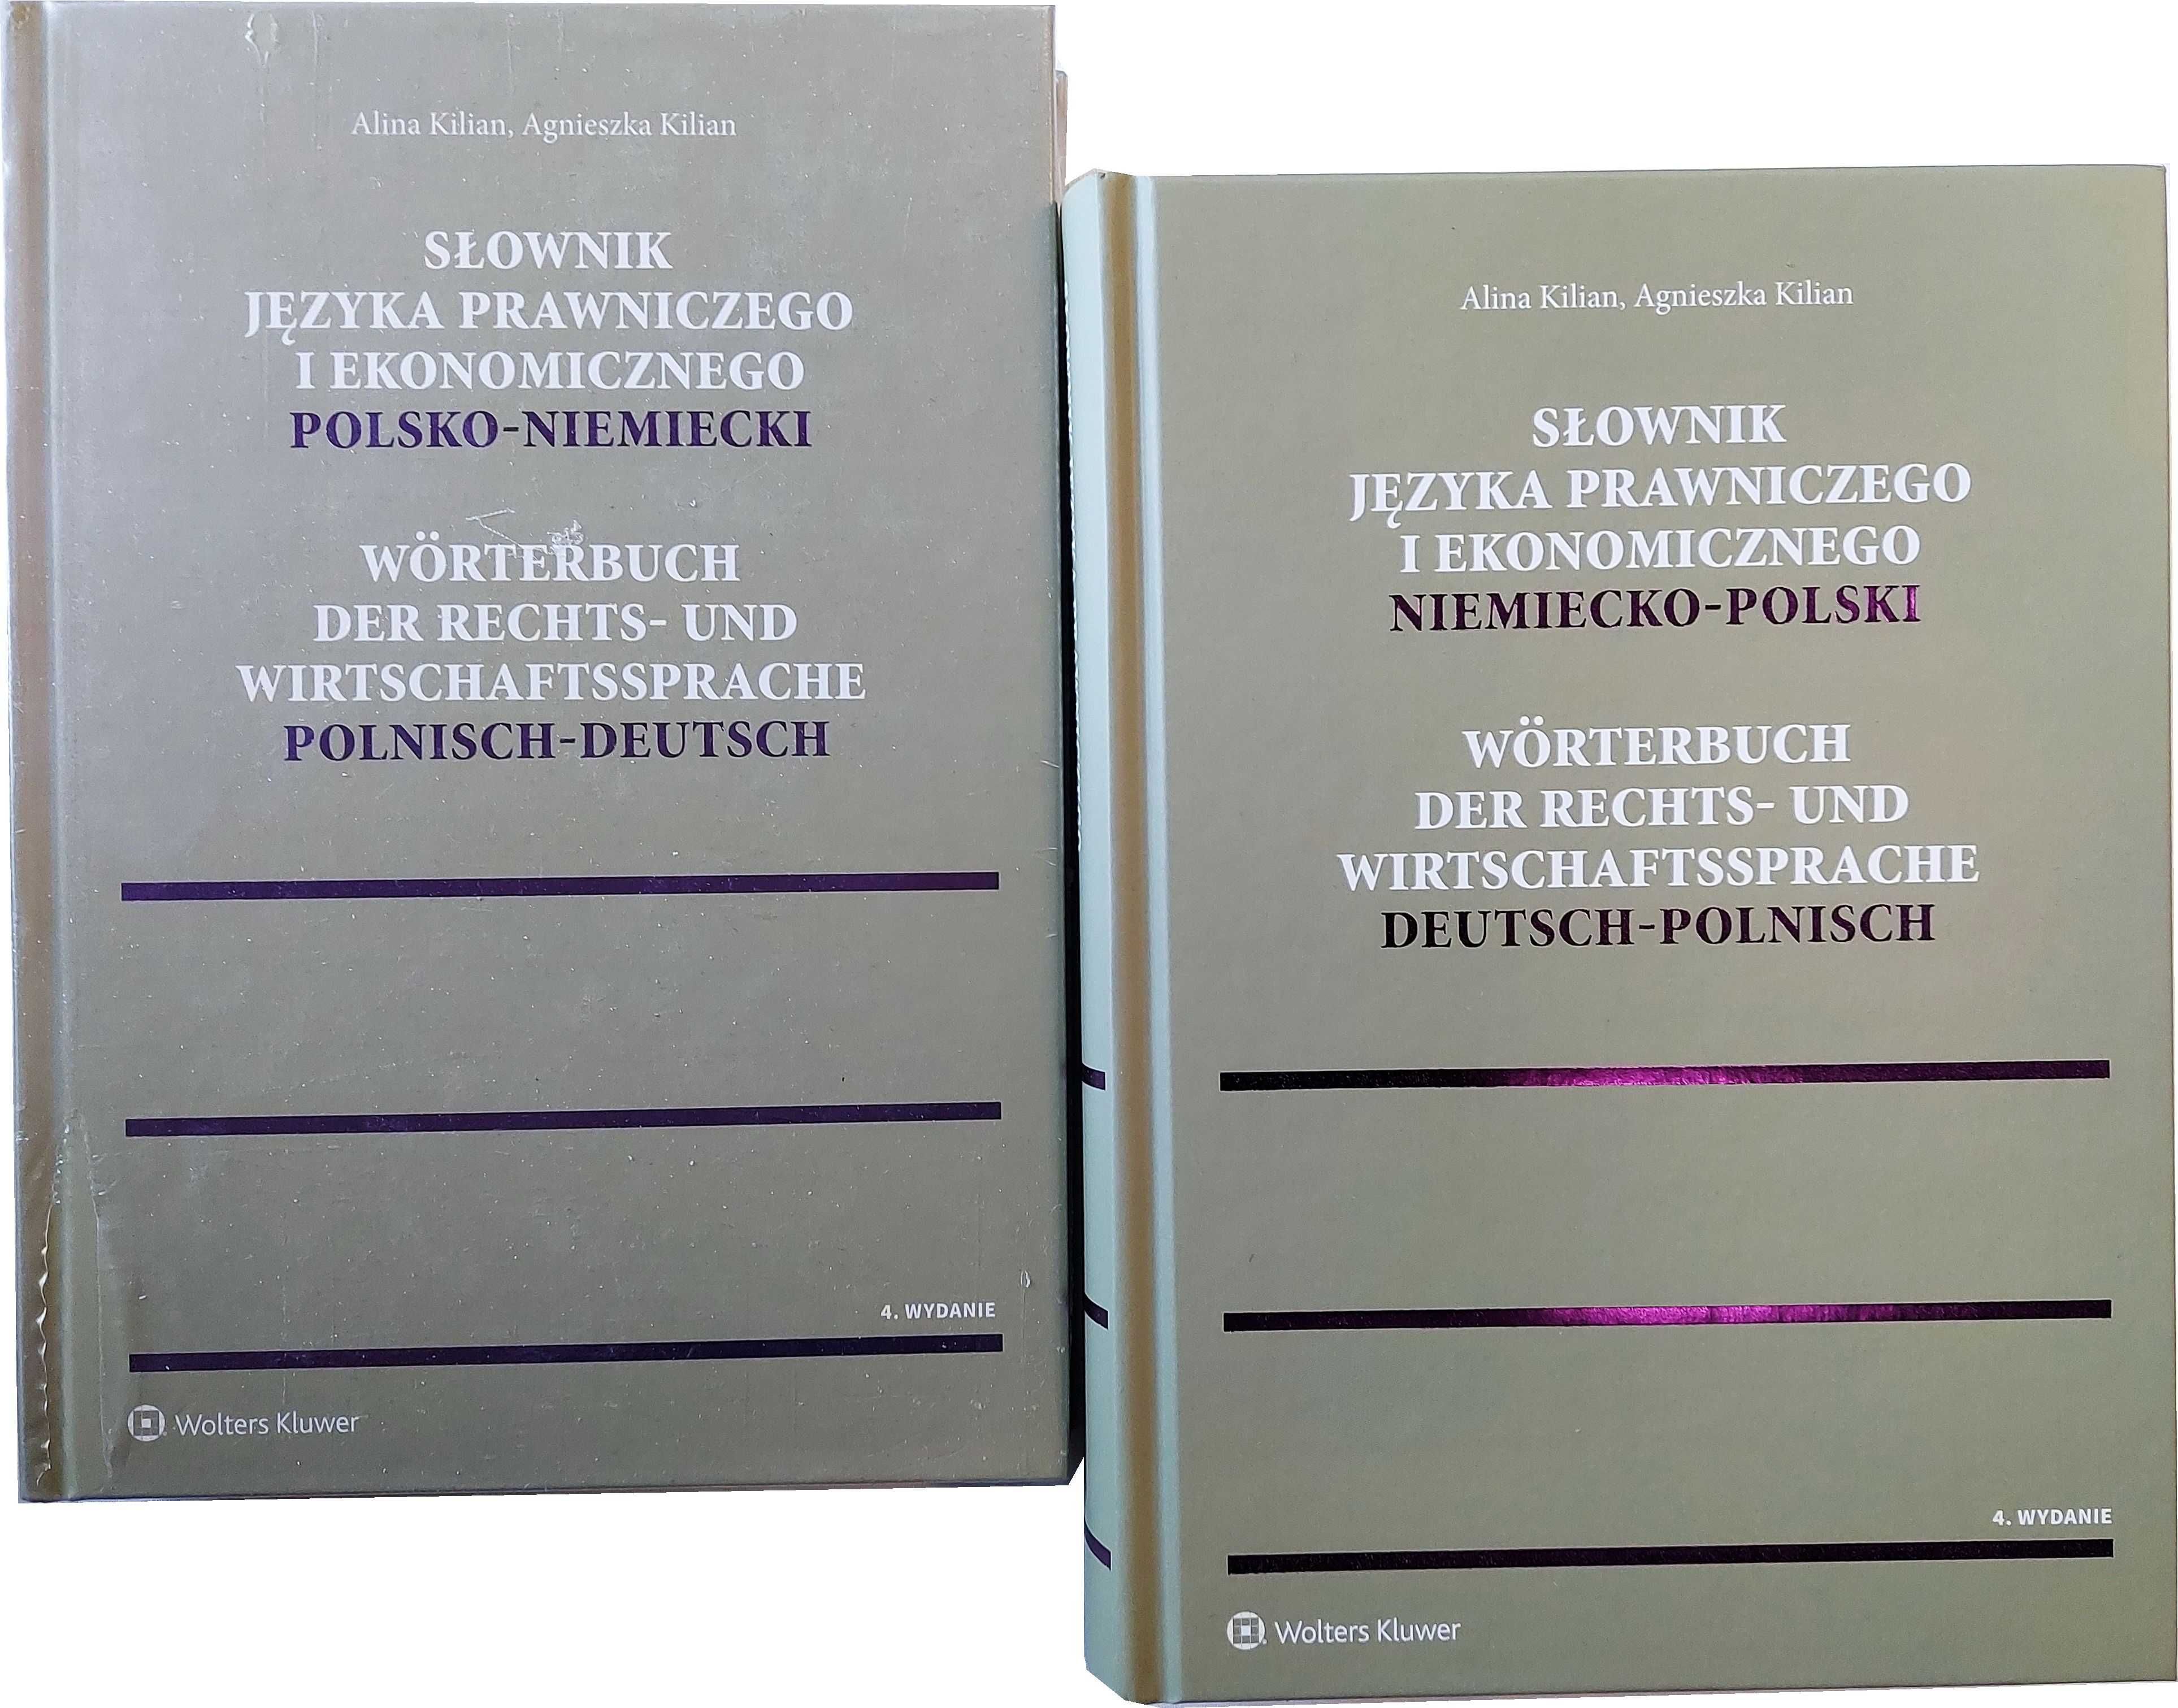 Alina Kilian, Agnieszka Kilian
SŁOWNIK
JĘZYKA PRAWNICZEGO
I EKONOMICZNEGO
POLSKO-NIEMIECKI
WÖRTERBUCH
DER RECHTS- UND
WIRTSCHAFTSSPRACHE
POLNISCH-DEUTSCH
4. WYDANIE
Wolters Kluwer
Alina Kilian, Agnieszka Kilian
SŁOWNIK
JĘZYKA PRAWNICZEGO
I EKONOMICZNEGO
NIEMIECKO-POLSKI
WÖRTERBUCH
DER RECHTS- UND
WIRTSCHAFTSSPRACHE
DEUTSCH-POLNISCH
4. WYDANIE
Wolters Kluwer